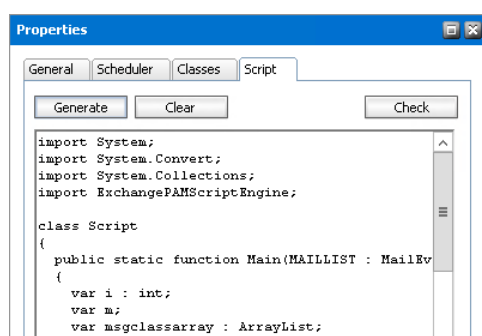 Properties
General Scheduler Classes Script
Generate Clear Check
import System;
import System.Convert;
import System.Collections;
import ExchangePAMScriptEngine;
class Script
{
public static function Main(MAILLIST : MailEv
{
var i : int;
var m;
var msgclassarray : ArrayList;